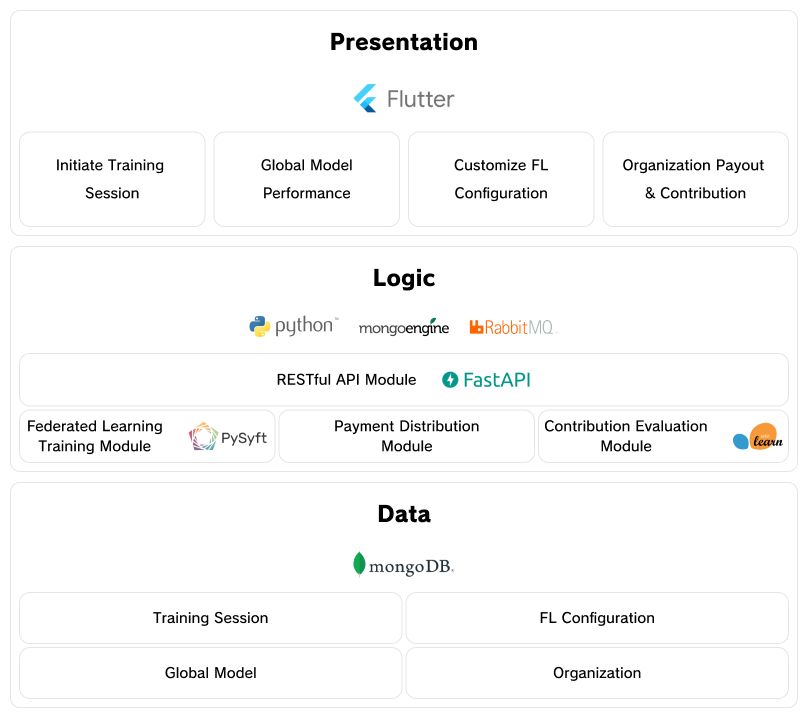 Presentation
Flutter
Initiate Training
Session
Global Model
Performance
Customize FL
Configuration
Organization Payout
& Contribution
Logic
python™
mongoengine
RabbitMQ
RESTful API Module
FastAPI
Federated Learning
Training Module
PySyft
Payment Distribution
Module
Contribution Evaluation
Module
learn
Data
mongoDB
Training Session
FL Configuration
Global Model
Organization